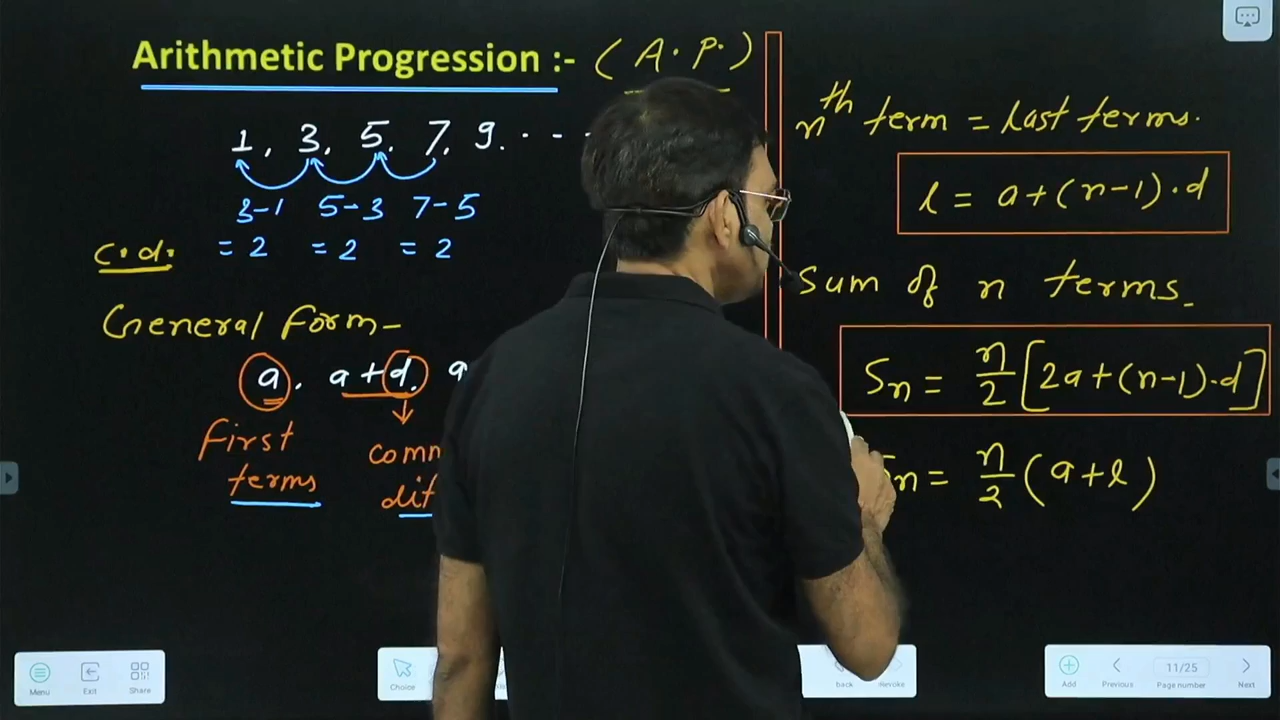 Arithmetic Progression :- (A.P.)
1, 3, 5, 7, 9. . - -
3-1 5-3 7-5
c.d. = 2 = 2 = 2
General form-
a, a+d, a
First
terms
nth term = last terms.
l = a+(n-1).d
Sum of n terms.
Sn = n/2 [2a+(n-1).d]
Sn = n/2 (a+l)
Menu Exit Share Choice back Revoke Add Previous 11/25 Page number Next